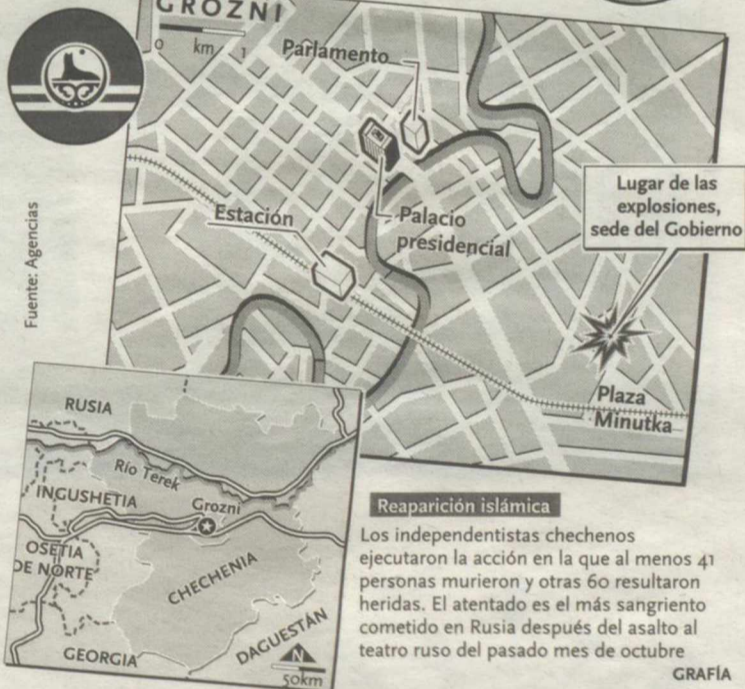 GROZNI
0 km 1
Parlamento
Lugar de las
explosiones,
sede del Gobierno
Estación
Palacio
presidencial
Fuente: Agencias
Plaza
Minutka
RUSIA
Río Terek
INGUSHETIA
Grozni
OSETIA
DE NORTE
CHECHENIA
DAGUESTÁN
GEORGIA
N
50km
Reaparición islámica
Los independentistas chechenos
ejecutaron la acción en la que al menos 41
personas murieron y otras 60 resultaron
heridas. El atentado es el más sangriento
cometido en Rusia después del asalto al
teatro ruso del pasado mes de octubre
GRAFÍA